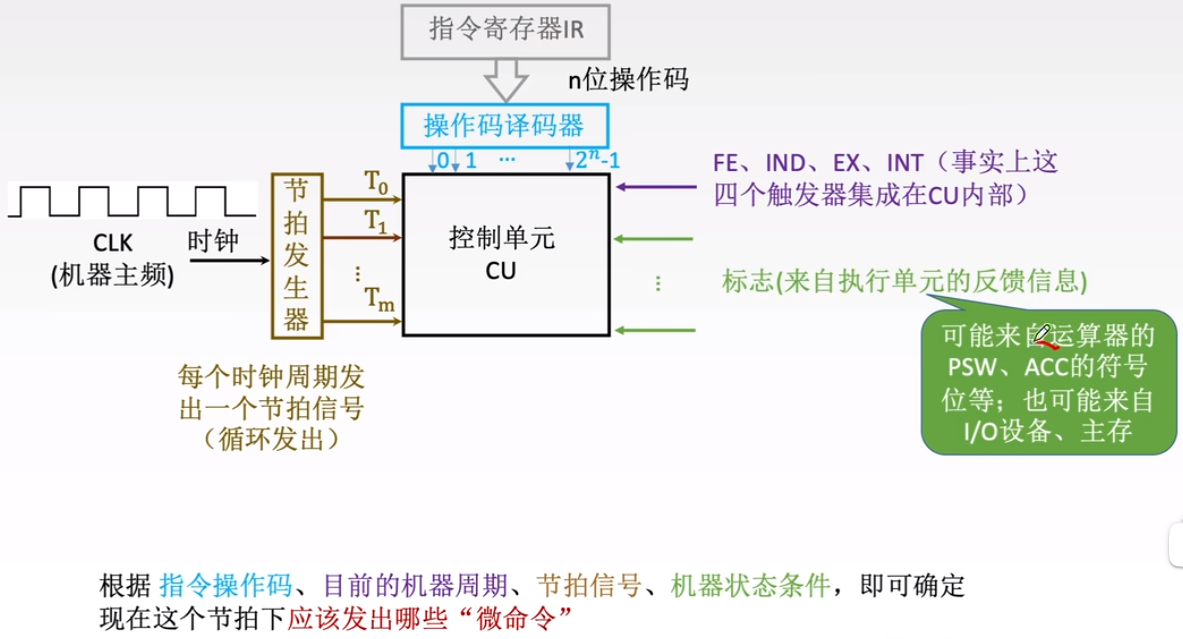 指令寄存器IR
n位操作码
操作码译码器
0 1 … 2ⁿ-1
FE、IND、EX、INT（事实上这
四个触发器集成在CU内部）
节拍发生器
T₀
T₁
⋮
Tₘ
控制单元
CU
CLK
(机器主频)
时钟
⋮
标志(来自执行单元的反馈信息)
可能来自运算器的
PSW、ACC的符号
位等；也可能来自
I/O设备、主存
每个时钟周期发
出一个节拍信号
（循环发出）
根据 指令操作码、目前的机器周期、节拍信号、机器状态条件，即可确定
现在这个节拍下应该发出哪些“微命令”